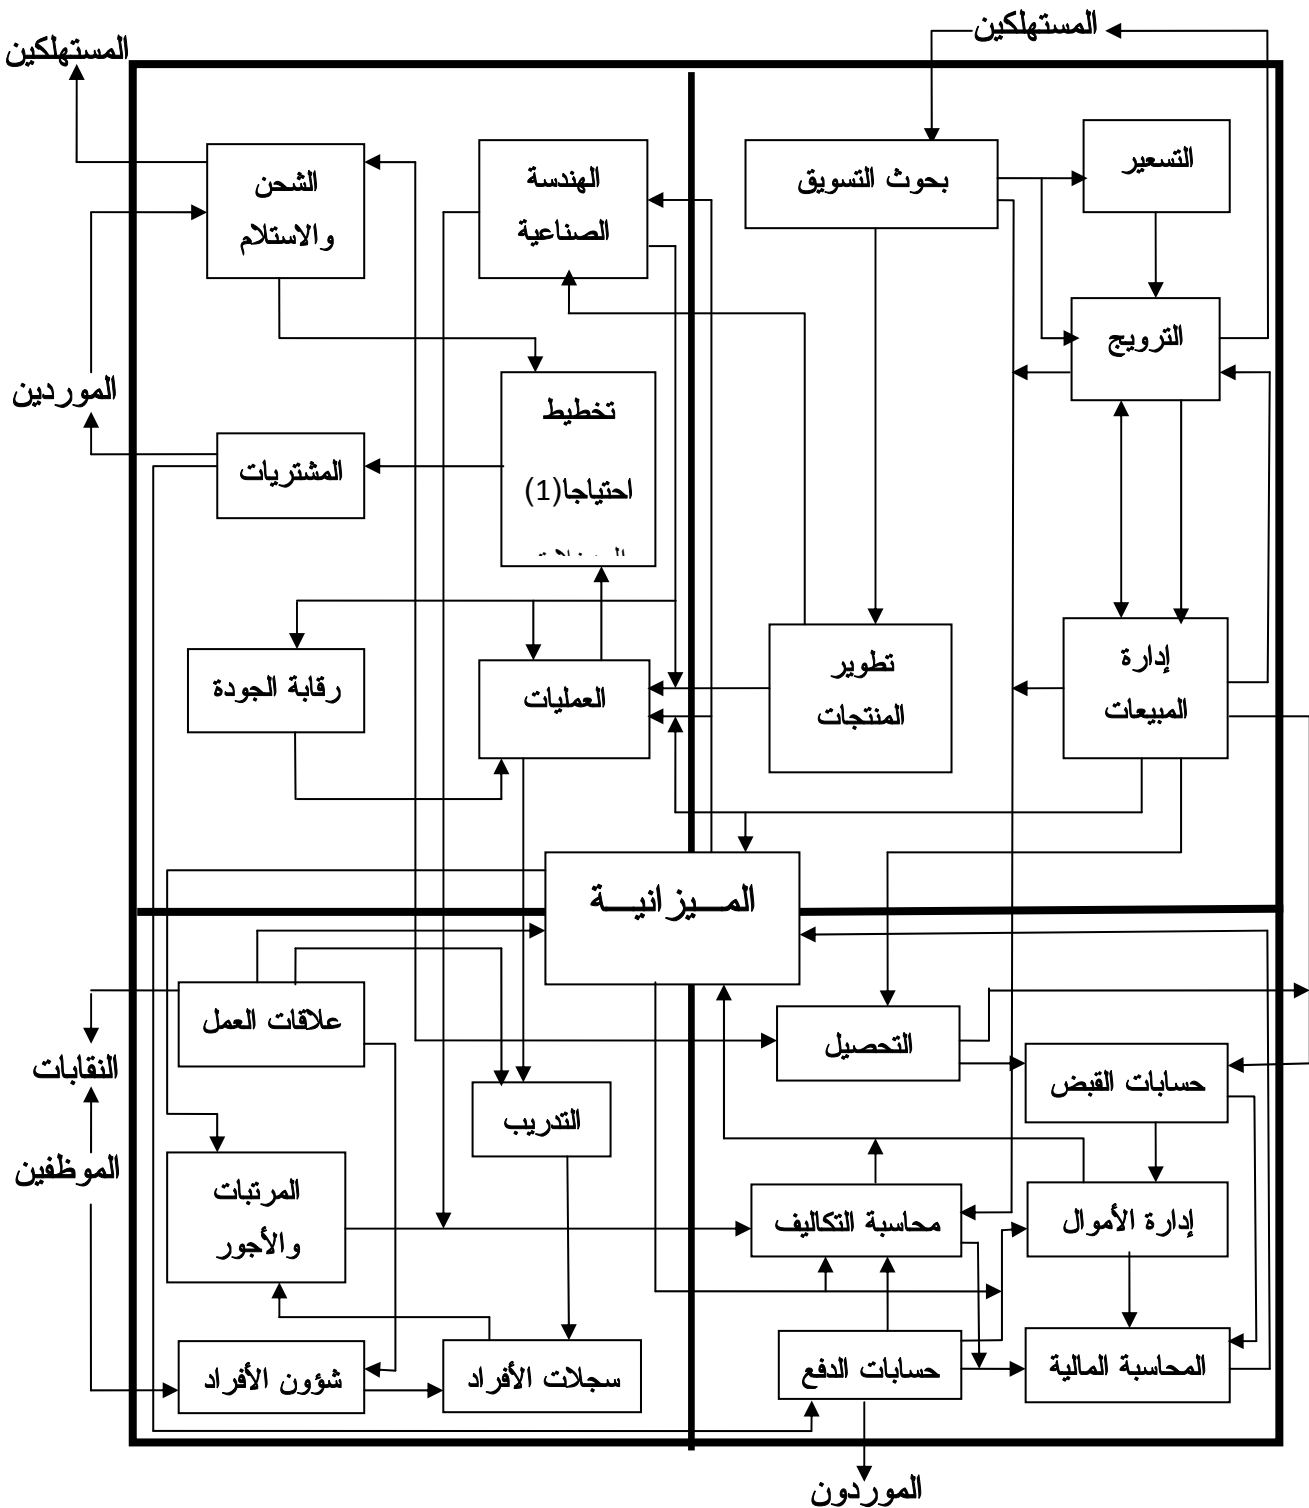 المستهلكين
المستهلكين
التسعير
بحوث التسويق
الهندسة
الصناعية
الشحن
والاستلام
الترويج
تخطيط
احتياجا(1)
المشتريات
الموردين
إدارة
المبيعات
تطوير
المنتجات
العمليات
رقابة الجودة
الميزانية
علاقات العمل
التحصيل
حسابات القبض
النقابات
التدريب
الموظفين
المرتبات
والأجور
محاسبة التكاليف
إدارة الأموال
شؤون الأفراد
سجلات الأفراد
حسابات الدفع
المحاسبة المالية
الموردون